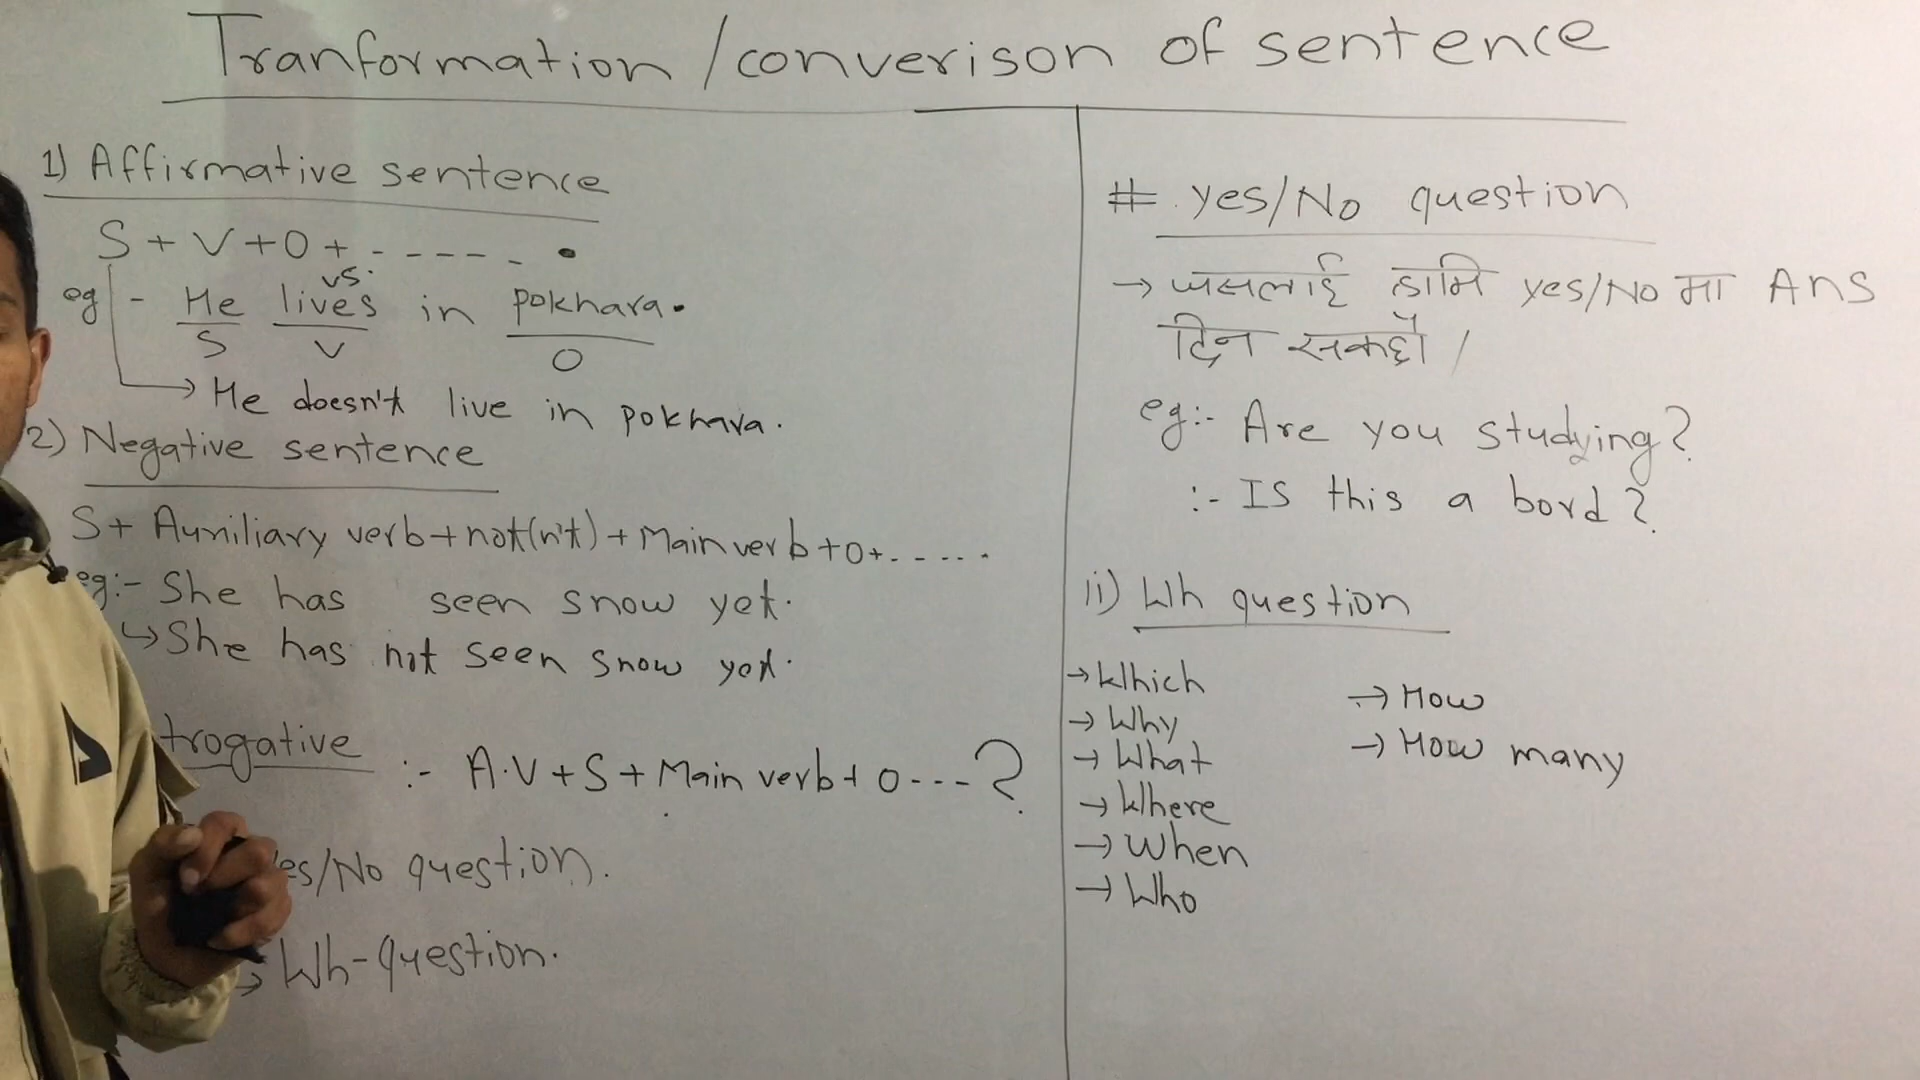 Tranformation / converison of sentence
1) Affirmative sentence
S + V + O + - - - - - .
v5.
eg - He lives in pokhara.
S V O
→ He doesn't live in pokhara.
2) Negative sentence
S + Auxiliary verb + not (n't) + Main verb + O + - - - - -
eg:- She has seen snow yet.
↳ She has not seen snow yet.
trogative :- A.V + S + Main verb + O - - - ?
es/No question.
→ Wh-question.
# yes/No question
→ जसलाई हामि yes/No मा Ans
दिन सक्छौ /
eg:- Are you studying?
:- Is this a bord?
ii) Wh question
→ Which
→ Why
→ What
→ Where
→ When
→ Who
→ How
→ How many